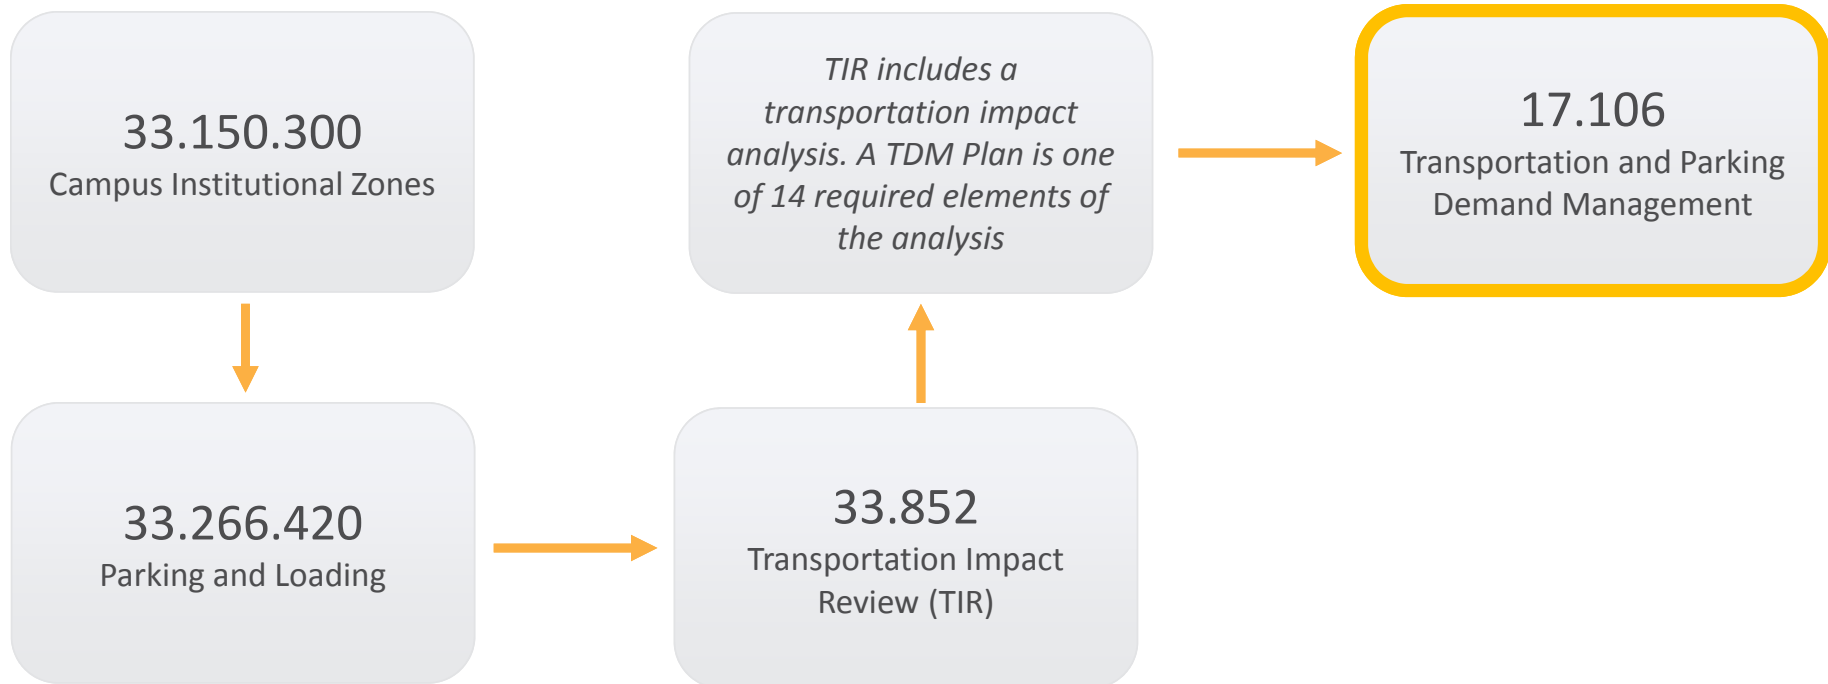 33.150.300
Campus Institutional Zones
33.266.420
Parking and Loading
33.852
Transportation Impact
Review (TIR)
TIR includes a
transportation impact
analysis. A TDM Plan is one
of 14 required elements of
the analysis
17.106
Transportation and Parking
Demand Management